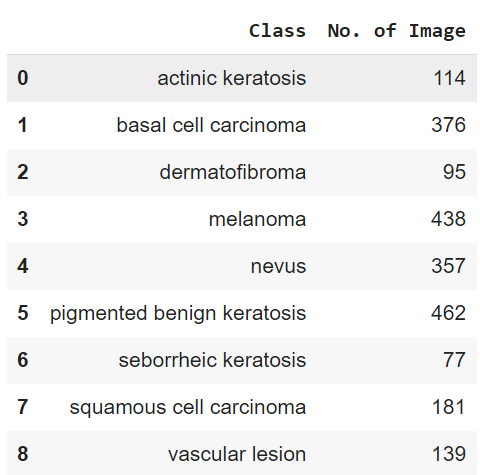 Class No. of Image
0 actinic keratosis 114
1 basal cell carcinoma 376
2 dermatofibroma 95
3 melanoma 438
4 nevus 357
5 pigmented benign keratosis 462
6 seborrheic keratosis 77
7 squamous cell carcinoma 181
8 vascular lesion 139